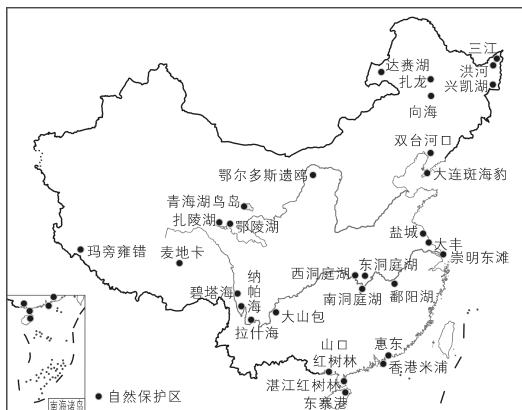 三江
达赉湖
洪河
扎龙
兴凯湖
向海
双台河口
鄂尔多斯遗鸥
大连斑海豹
青海湖鸟岛
扎陵湖
鄂陵湖
盐城
大丰
玛旁雍错
麦地卡
崇明东滩
西洞庭湖
东洞庭湖
纳帕海
碧塔海
南洞庭湖
鄱阳湖
拉什海
大山包
山口
红树林
惠东
香港米浦
湛江红树林
东寨港
南海诸岛
自然保护区